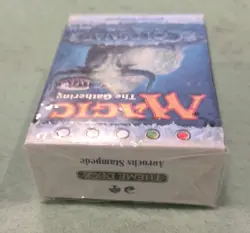 MAGIC
The Gathering
Aurochs Stampede
THEME DECK